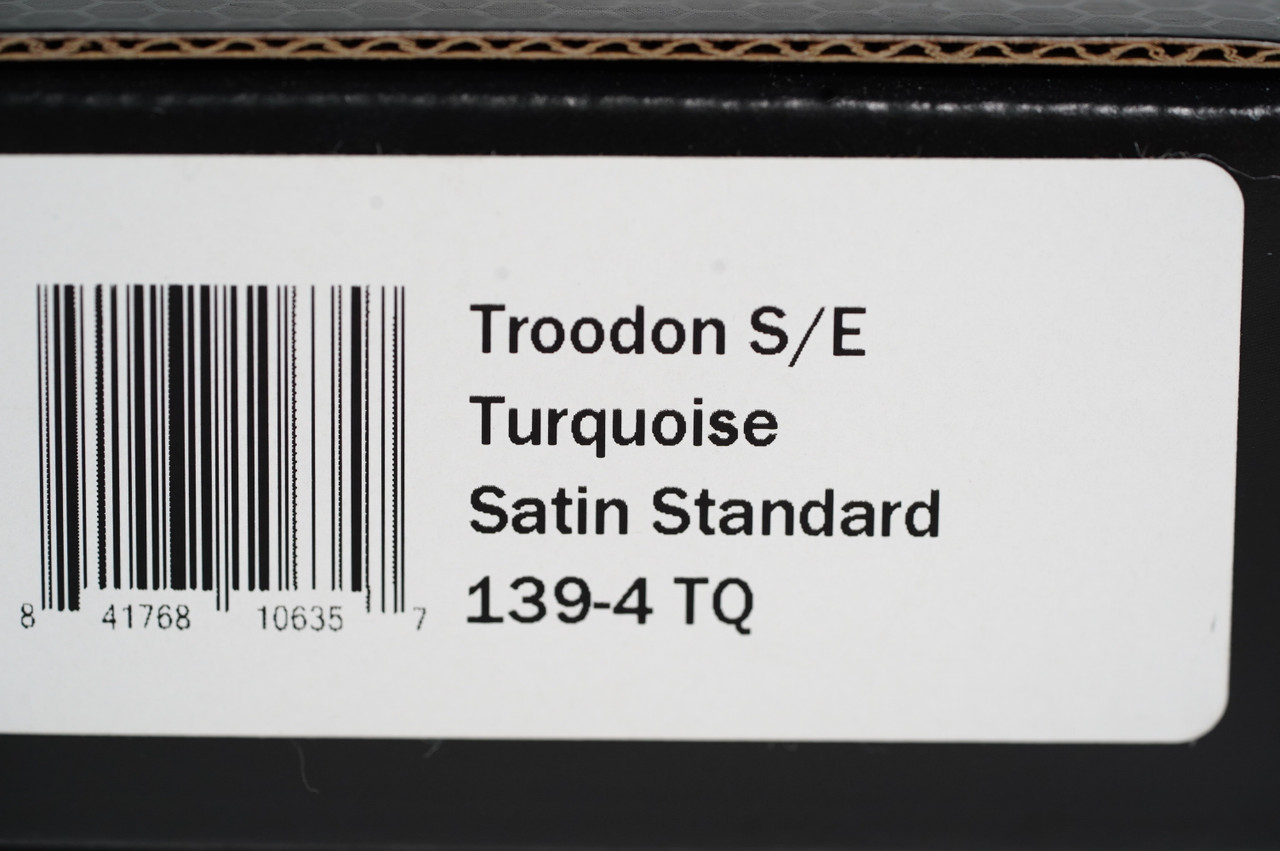 Troodon S/E
Turquoise
Satin Standard
139-4 TQ
8 41768 10635 7